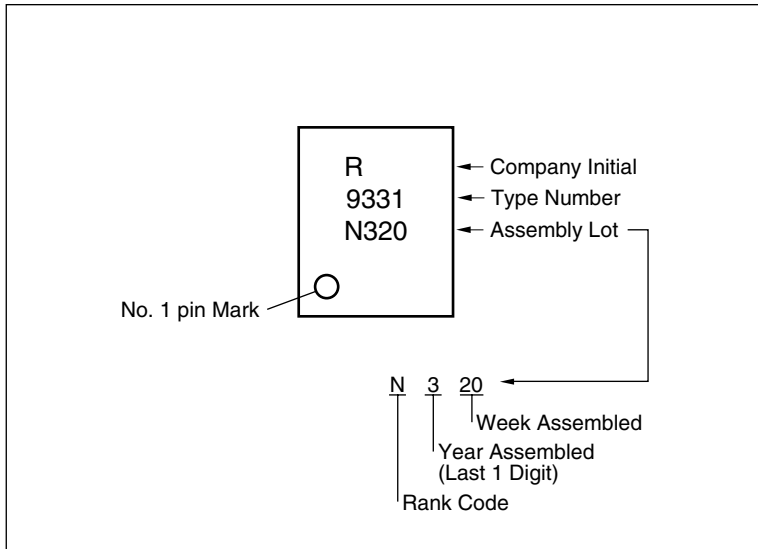 R
9331
N320
Company Initial
Type Number
Assembly Lot
No. 1 pin Mark
N 3 20
Week Assembled
Year Assembled
(Last 1 Digit)
Rank Code